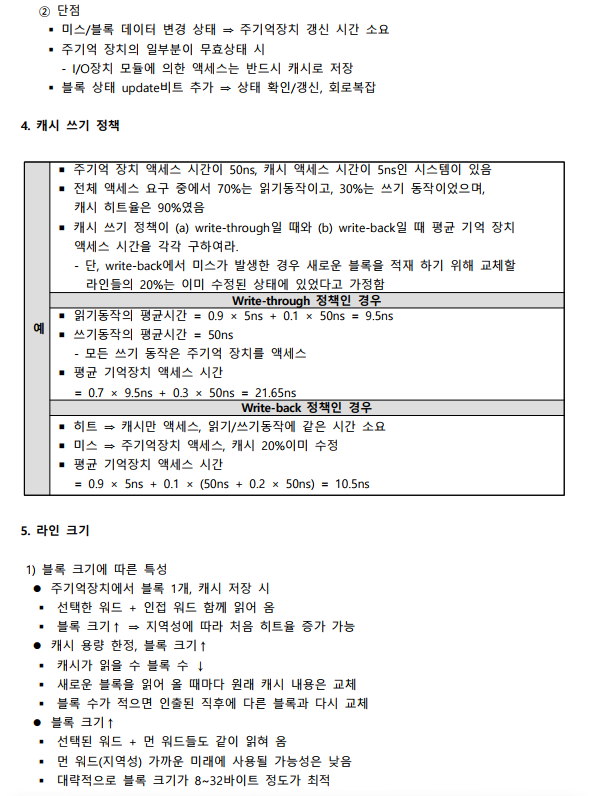 ② 단점
▪ 미스/블록 데이터 변경 상태 ⇒ 주기억장치 갱신 시간 소요
▪ 주기억 장치의 일부분이 무효상태 시
- I/O장치 모듈에 의한 액세스는 반드시 캐시로 저장
▪ 블록 상태 update비트 추가 ⇒ 상태 확인/갱신, 회로복잡
4. 캐시 쓰기 정책
예
▪ 주기억 장치 액세스 시간이 50ns, 캐시 액세스 시간이 5ns인 시스템이 있음
▪ 전체 액세스 요구 중에서 70%는 읽기동작이고, 30%는 쓰기 동작이었으며,
캐시 히트율은 90%였음
▪ 캐시 쓰기 정책이 (a) write-through일 때와 (b) write-back일 때 평균 기억 장치
액세스 시간을 각각 구하여라.
- 단, write-back에서 미스가 발생한 경우 새로운 블록을 적재 하기 위해 교체할
라인들의 20%는 이미 수정된 상태에 있었다고 가정함
Write-through 정책인 경우
▪ 읽기동작의 평균시간 = 0.9 × 5ns + 0.1 × 50ns = 9.5ns
▪ 쓰기동작의 평균시간 = 50ns
- 모든 쓰기 동작은 주기억 장치를 액세스
▪ 평균 기억장치 액세스 시간
= 0.7 × 9.5ns + 0.3 × 50ns = 21.65ns
Write-back 정책인 경우
▪ 히트 ⇒ 캐시만 액세스, 읽기/쓰기동작에 같은 시간 소요
▪ 미스 ⇒ 주기억장치 액세스, 캐시 20%이미 수정
▪ 평균 기억장치 액세스 시간
= 0.9 × 5ns + 0.1 × (50ns + 0.2 × 50ns) = 10.5ns
5. 라인 크기
1) 블록 크기에 따른 특성
● 주기억장치에서 블록 1개, 캐시 저장 시
▪ 선택한 워드 + 인접 워드 함께 읽어 옴
▪ 블록 크기↑ ⇒ 지역성에 따라 처음 히트율 증가 가능
● 캐시 용량 한정, 블록 크기↑
▪ 캐시가 읽을 수 블록 수 ↓
▪ 새로운 블록을 읽어 올 때마다 원래 캐시 내용은 교체
▪ 블록 수가 적으면 인출된 직후에 다른 블록과 다시 교체
● 블록 크기↑
▪ 선택된 워드 + 먼 워드들도 같이 읽혀 옴
▪ 먼 워드(지역성) 가까운 미래에 사용될 가능성은 낮음
▪ 대략적으로 블록 크기가 8~32바이트 정도가 최적